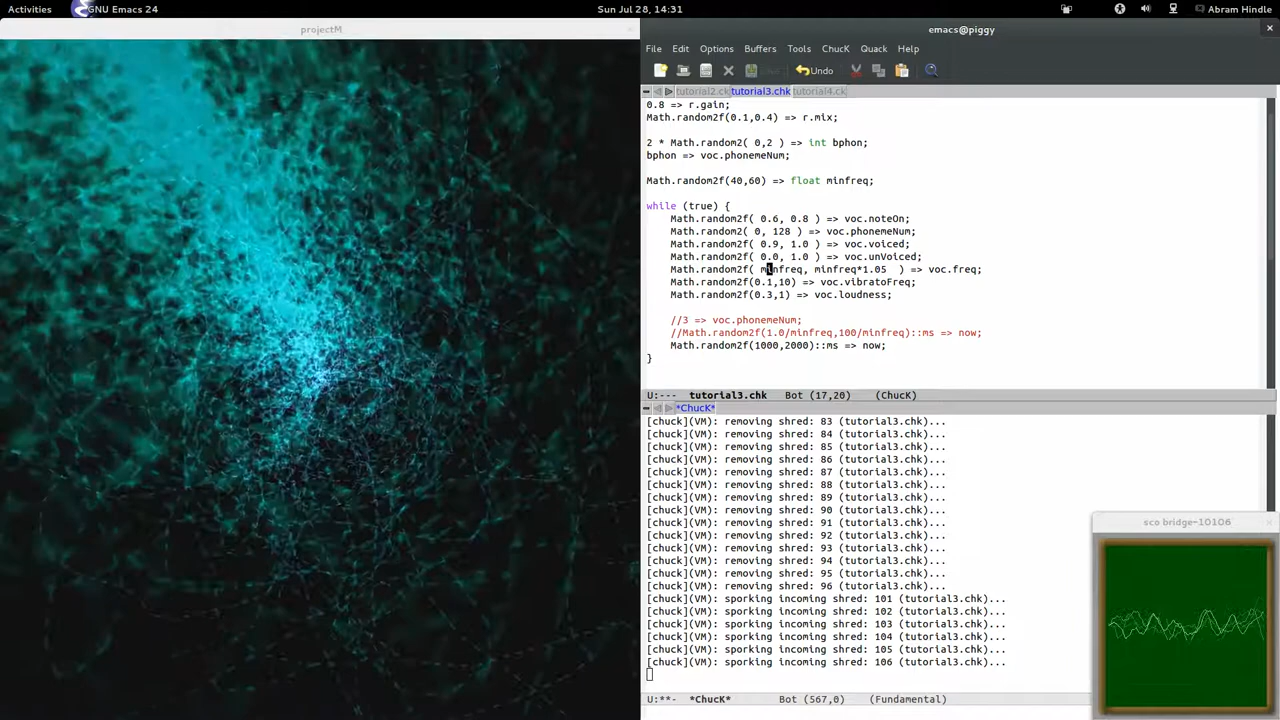 Activities GNU Emacs 24 Sun Jul 28, 14:31 Abram Hindle
projectM
emacs@piggy
File Edit Options Buffers Tools ChucK Quack Help
Save Undo
tutorial2.ck tutorial3.chk tutorial4.ck
0.8 => r.gain;
Math.random2f(0.1,0.4) => r.mix;
2 * Math.random2( 0,2 ) => int bphon;
bphon => voc.phonemeNum;
Math.random2f(40,60) => float minfreq;
while (true) {
Math.random2f( 0.6, 0.8 ) => voc.noteOn;
Math.random2( 0, 128 ) => voc.phonemeNum;
Math.random2f( 0.9, 1.0 ) => voc.voiced;
Math.random2f( 0.0, 1.0 ) => voc.unVoiced;
Math.random2f( minfreq, minfreq*1.05  ) => voc.freq;
Math.random2f(0.1,10) => voc.vibratoFreq;
Math.random2f(0.3,1) => voc.loudness;
//3 => voc.phonemeNum;
//Math.random2f(1.0/minfreq,100/minfreq)::ms => now;
Math.random2f(1000,2000)::ms => now;
}
U:--- tutorial3.chk Bot (17,20) (ChucK)
*ChucK*
[chuck](VM): removing shred: 83 (tutorial3.chk)...
[chuck](VM): removing shred: 84 (tutorial3.chk)...
[chuck](VM): removing shred: 85 (tutorial3.chk)...
[chuck](VM): removing shred: 86 (tutorial3.chk)...
[chuck](VM): removing shred: 87 (tutorial3.chk)...
[chuck](VM): removing shred: 88 (tutorial3.chk)...
[chuck](VM): removing shred: 89 (tutorial3.chk)...
[chuck](VM): removing shred: 90 (tutorial3.chk)...
[chuck](VM): removing shred: 91 (tutorial3.chk)...
[chuck](VM): removing shred: 92 (tutorial3.chk)...
[chuck](VM): removing shred: 93 (tutorial3.chk)...
[chuck](VM): removing shred: 94 (tutorial3.chk)...
[chuck](VM): removing shred: 95 (tutorial3.chk)...
[chuck](VM): removing shred: 96 (tutorial3.chk)...
[chuck](VM): sporking incoming shred: 101 (tutorial3.chk)...
[chuck](VM): sporking incoming shred: 102 (tutorial3.chk)...
[chuck](VM): sporking incoming shred: 103 (tutorial3.chk)...
[chuck](VM): sporking incoming shred: 104 (tutorial3.chk)...
[chuck](VM): sporking incoming shred: 105 (tutorial3.chk)...
[chuck](VM): sporking incoming shred: 106 (tutorial3.chk)...
sco bridge-10106
U:**- *ChucK* Bot (567,0) (Fundamental)